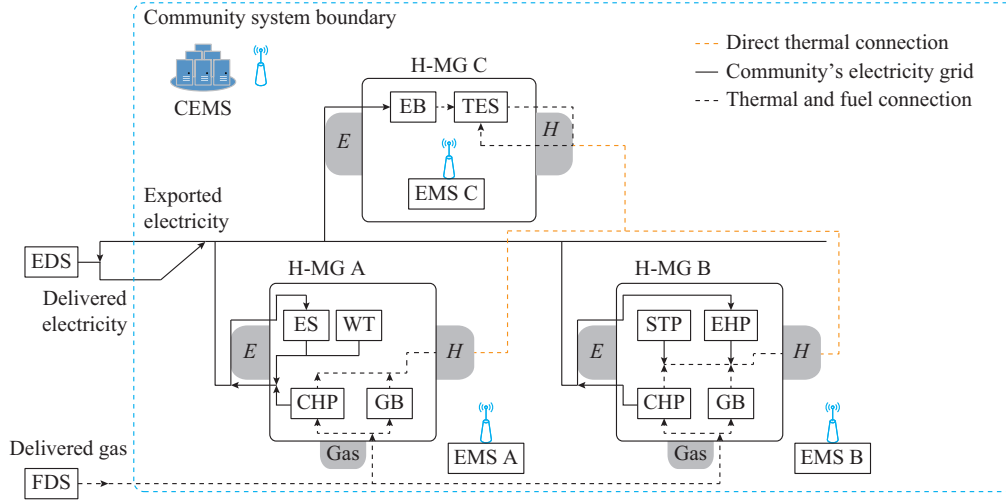 Community system boundary
CEMS
H-MG C
EB
TES
E
H
EMS C
Direct thermal connection
Community's electricity grid
Thermal and fuel connection
Exported
electricity
EDS
Delivered
electricity
H-MG A
ES
WT
E
H
CHP
GB
Gas
EMS A
H-MG B
STP
EHP
E
H
CHP
GB
Gas
EMS B
Delivered gas
FDS